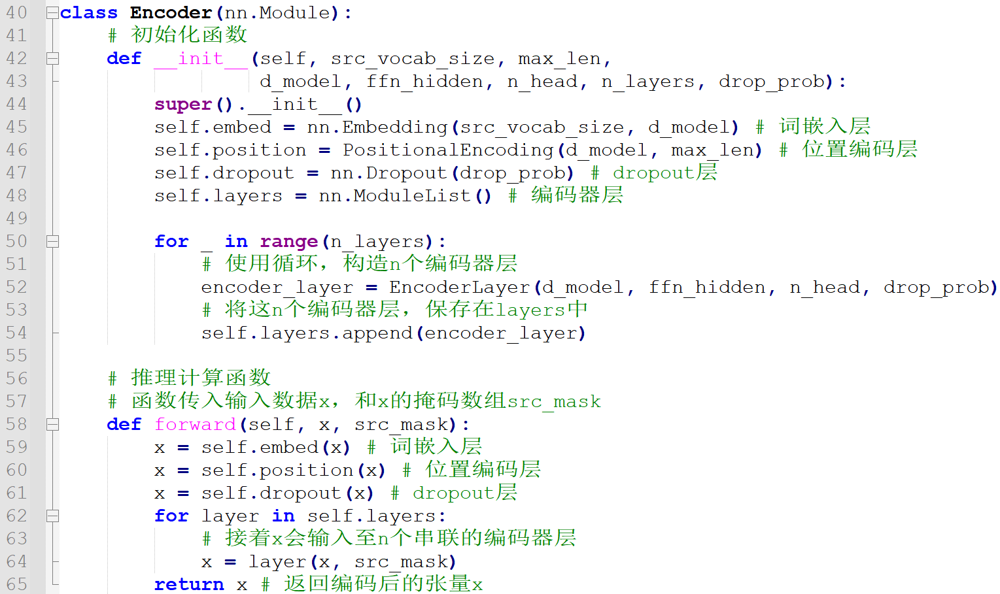 40 class Encoder(nn.Module):
41     # 初始化函数
42     def __init__(self, src_vocab_size, max_len,
43                  d_model, ffn_hidden, n_head, n_layers, drop_prob):
44         super().__init__()
45         self.embed = nn.Embedding(src_vocab_size, d_model) # 词嵌入层
46         self.position = PositionalEncoding(d_model, max_len) # 位置编码层
47         self.dropout = nn.Dropout(drop_prob) # dropout层
48         self.layers = nn.ModuleList() # 编码器层
49
50         for _ in range(n_layers):
51             # 使用循环，构造n个编码器层
52             encoder_layer = EncoderLayer(d_model, ffn_hidden, n_head, drop_prob)
53             # 将这n个编码器层，保存在layers中
54             self.layers.append(encoder_layer)
55
56     # 推理计算函数
57     # 函数传入输入数据x，和x的掩码数组src_mask
58     def forward(self, x, src_mask):
59         x = self.embed(x) # 词嵌入层
60         x = self.position(x) # 位置编码层
61         x = self.dropout(x) # dropout层
62         for layer in self.layers:
63             # 接着x会输入至n个串联的编码器层
64             x = layer(x, src_mask)
65         return x # 返回编码后的张量x